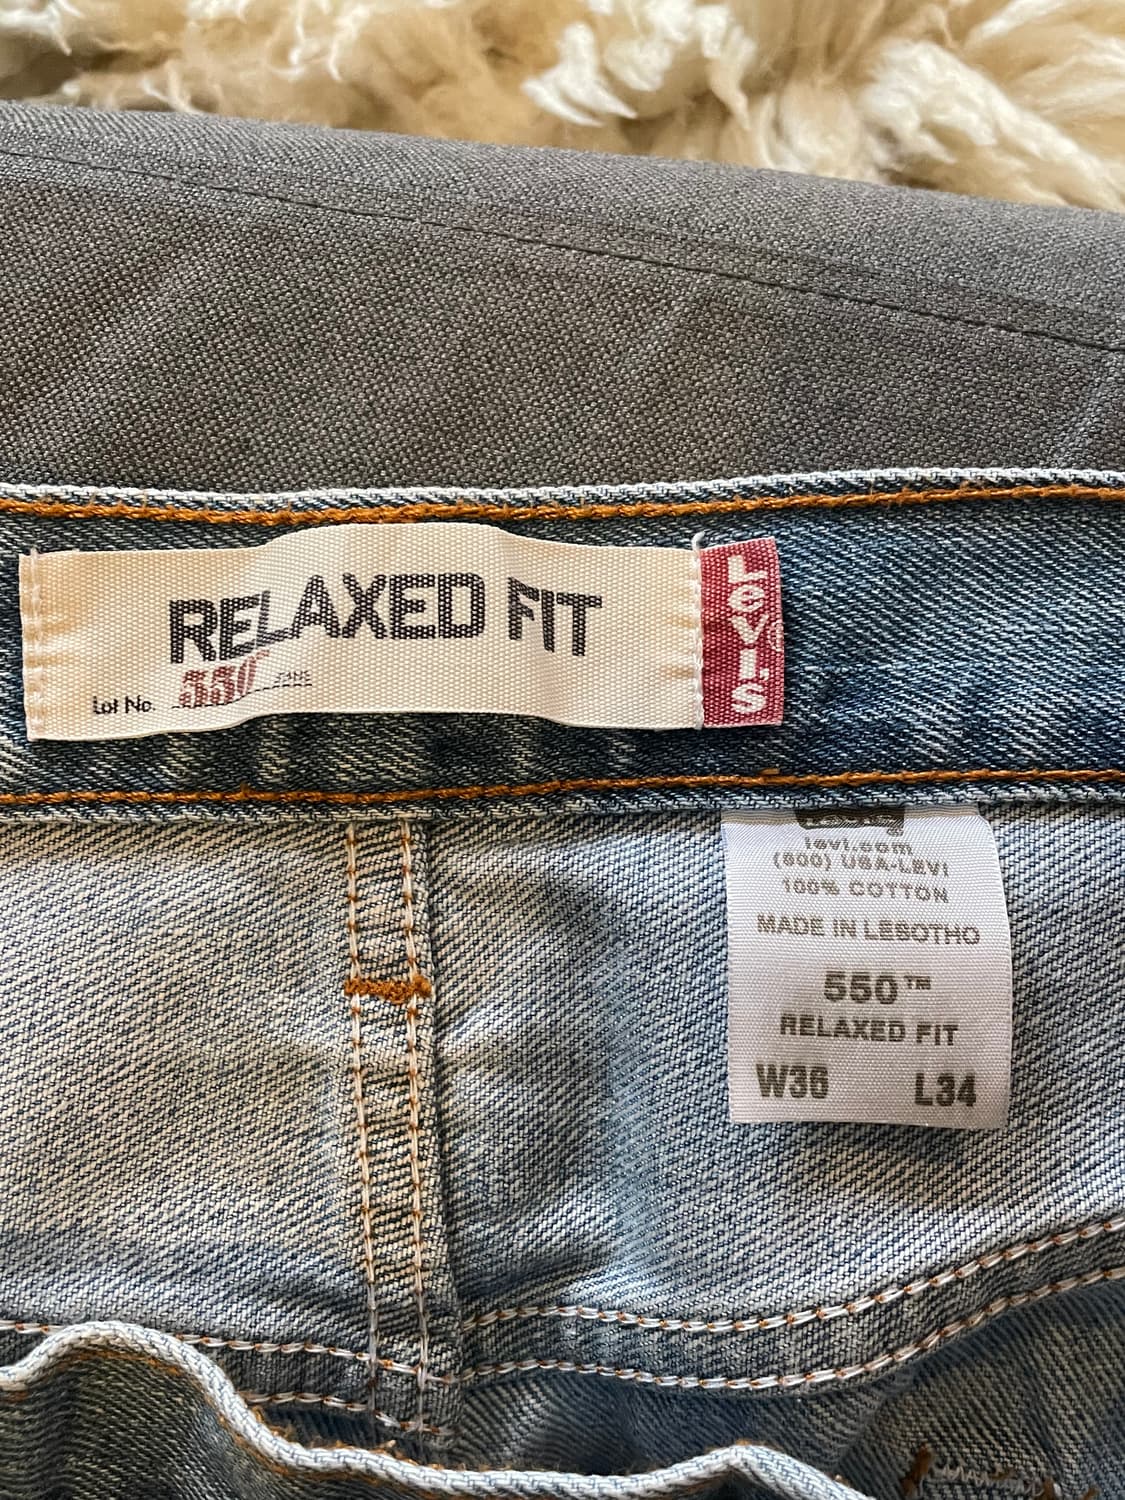 RELAXED FIT
Lot No. 550 JEANS
LEVI'S
levi.com
(800) USA-LEVI
100% COTTON
MADE IN LESOTHO
550™
RELAXED FIT
W36 L34